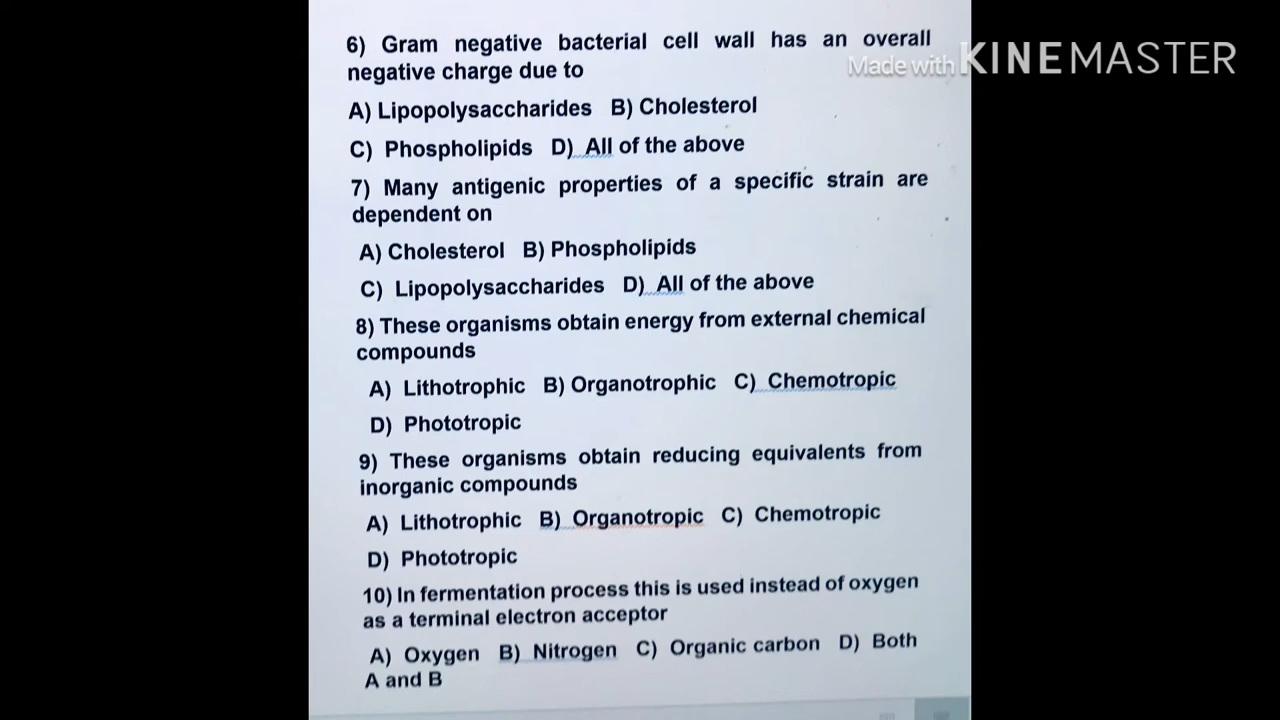 6) Gram negative bacterial cell wall has an overall
negative charge due to
Made with KINEMASTER
A) Lipopolysaccharides B) Cholesterol
C) Phospholipids D) All of the above
7) Many antigenic properties of a specific strain are
dependent on
A) Cholesterol B) Phospholipids
C) Lipopolysaccharides D) All of the above
8) These organisms obtain energy from external chemical
compounds
A) Lithotrophic B) Organotrophic C) Chemotropic
D) Phototropic
9) These organisms obtain reducing equivalents from
inorganic compounds
A) Lithotrophic B) Organotropic C) Chemotropic
D) Phototropic
10) In fermentation process this is used instead of oxygen
as a terminal electron acceptor
A) Oxygen B) Nitrogen C) Organic carbon D) Both
A and B